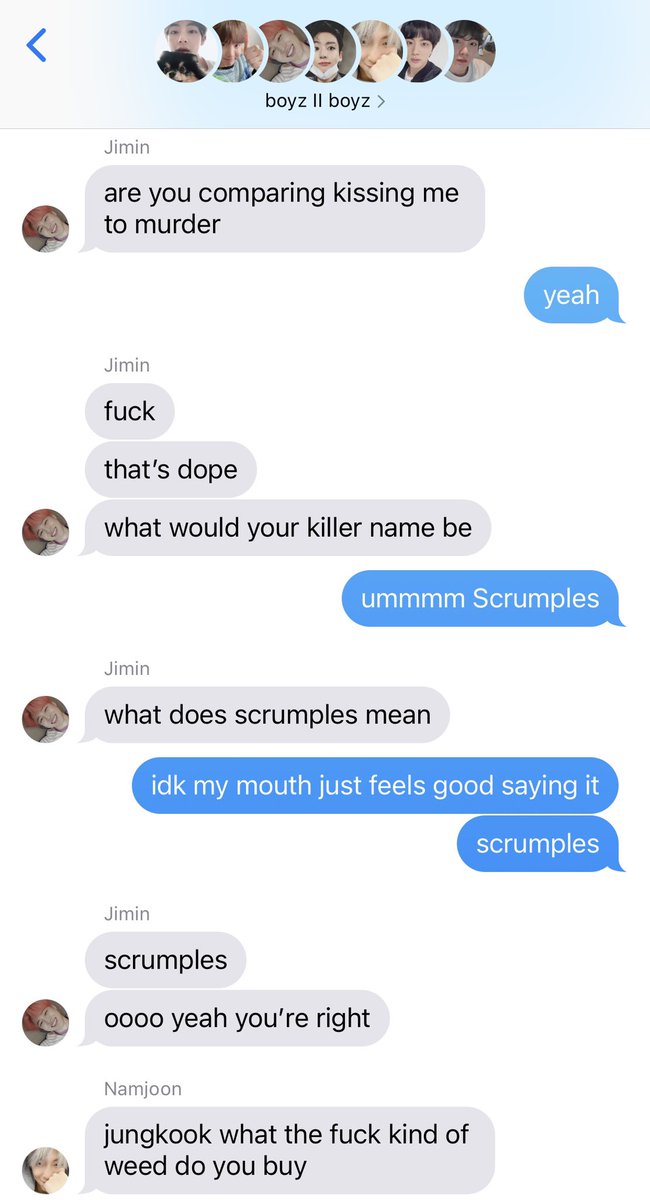 boyz II boyz
Jimin
are you comparing kissing me
to murder
yeah
Jimin
fuck
that’s dope
what would your killer name be
ummmm Scrumples
Jimin
what does scrumples mean
idk my mouth just feels good saying it
scrumples
Jimin
scrumples
oooo yeah you’re right
Namjoon
jungkook what the fuck kind of
weed do you buy